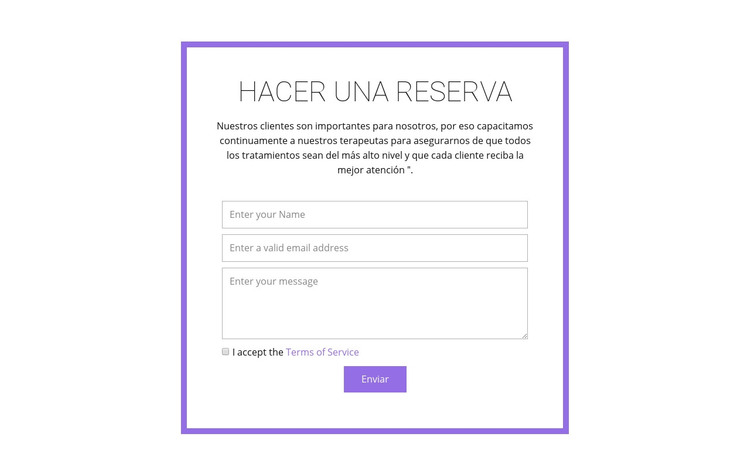 HACER UNA RESERVA
Nuestros clientes son importantes para nosotros, por eso capacitamos
continuamente a nuestros terapeutas para asegurarnos de que todos
los tratamientos sean del más alto nivel y que cada cliente reciba la
mejor atención ".
Enter your Name
Enter a valid email address
Enter your message
I accept the Terms of Service
Enviar